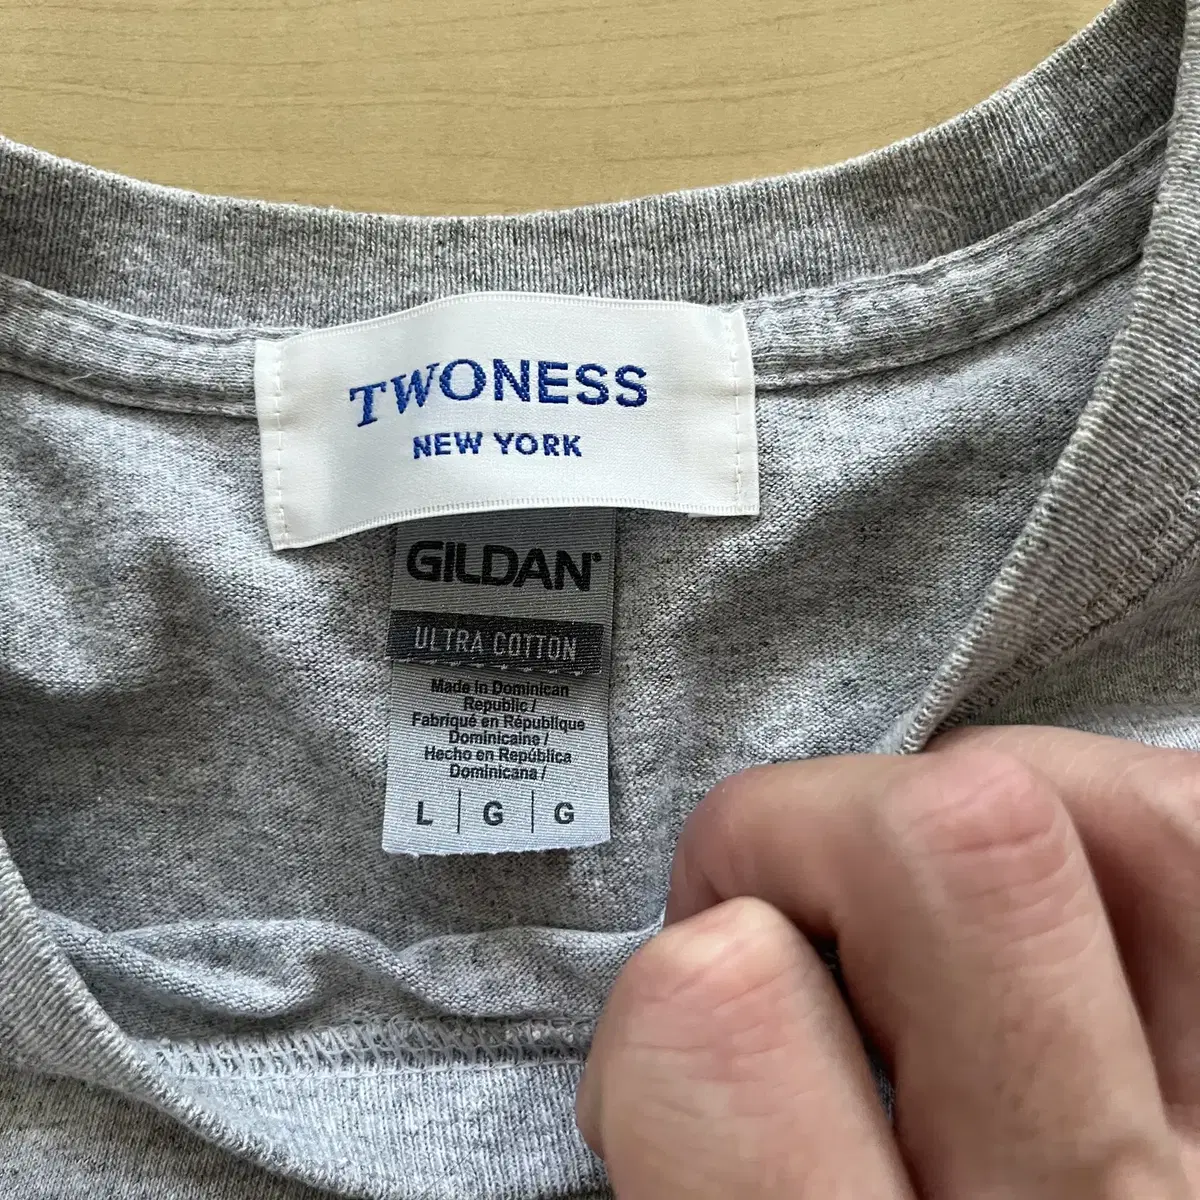 TWONESS
NEW YORK
GILDAN®
ULTRA COTTON
Made in Dominican
Republic /
Fabriqué en République
Dominicaine /
Hecho en República
Dominicana /
L | G | G